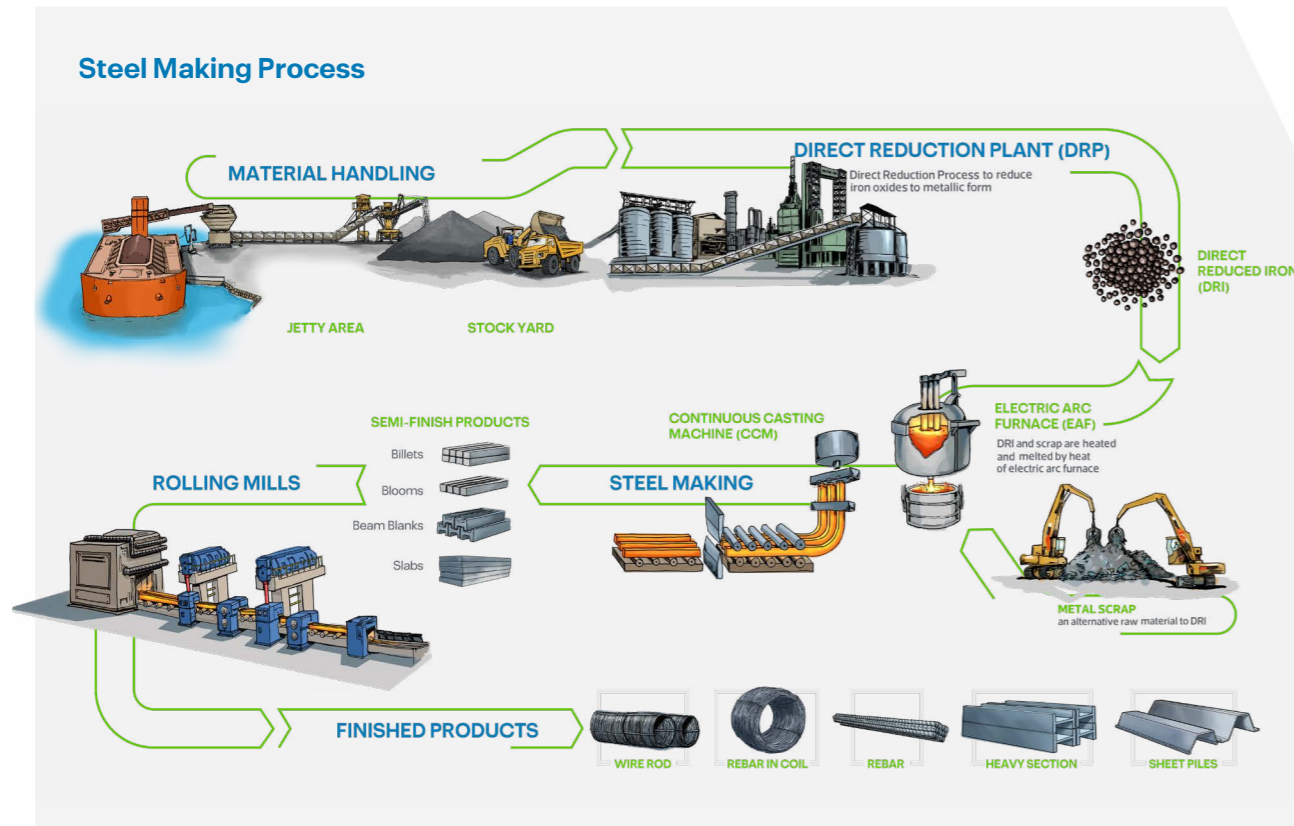 Steel Making Process
MATERIAL HANDLING
DIRECT REDUCTION PLANT (DRP)
Direct Reduction Process to reduce
iron oxides to metallic form
DIRECT
REDUCED IRON
(DRI)
JETTY AREA
STOCK YARD
ELECTRIC ARC
FURNACE (EAF)
DRI and scrap are heated
and melted by heat
of electric arc furnace
METAL SCRAP
an alternative raw material to DRI
CONTINUOUS CASTING
MACHINE (CCM)
STEEL MAKING
SEMI-FINISH PRODUCTS
Billets
Blooms
Beam Blanks
Slabs
ROLLING MILLS
FINISHED PRODUCTS
WIRE ROD
REBAR IN COIL
REBAR
HEAVY SECTION
SHEET PILES